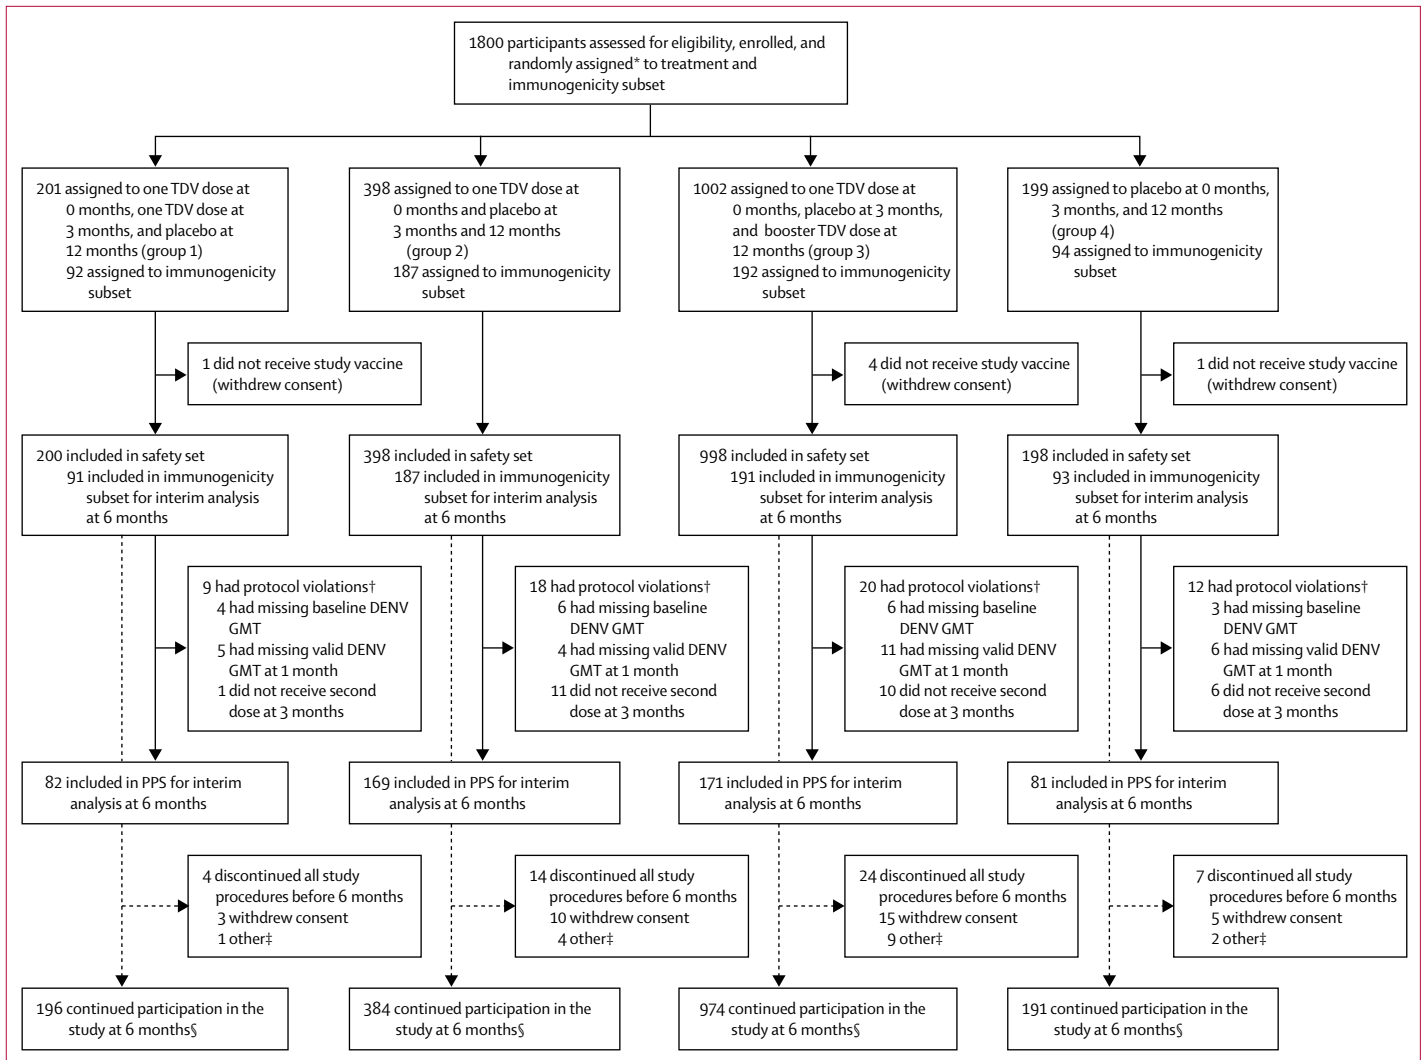 1800 participants assessed for eligibility, enrolled, and
randomly assigned* to treatment and
immunogenicity subset
201 assigned to one TDV dose at
0 months, one TDV dose at
3 months, and placebo at
12 months (group 1)
92 assigned to immunogenicity
subset
398 assigned to one TDV dose at
0 months and placebo at
3 months and 12 months
(group 2)
187 assigned to immunogenicity
subset
1002 assigned to one TDV dose at
0 months, placebo at 3 months,
and booster TDV dose at
12 months (group 3)
192 assigned to immunogenicity
subset
199 assigned to placebo at 0 months,
3 months, and 12 months
(group 4)
94 assigned to immunogenicity
subset
1 did not receive study vaccine
(withdrew consent)
4 did not receive study vaccine
(withdrew consent)
1 did not receive study vaccine
(withdrew consent)
200 included in safety set
91 included in immunogenicity
subset for interim analysis
at 6 months
398 included in safety set
187 included in immunogenicity
subset for interim analysis
at 6 months
998 included in safety set
191 included in immunogenicity
subset for interim analysis
at 6 months
198 included in safety set
93 included in immunogenicity
subset for interim analysis
at 6 months
9 had protocol violations†
4 had missing baseline DENV
GMT
5 had missing valid DENV
GMT at 1 month
1 did not receive second
dose at 3 months
18 had protocol violations†
6 had missing baseline
DENV GMT
4 had missing valid DENV
GMT at 1 month
11 did not receive second
dose at 3 months
20 had protocol violations†
6 had missing baseline
DENV GMT
11 had missing valid DENV
GMT at 1 month
10 did not receive second
dose at 3 months
12 had protocol violations†
3 had missing baseline
DENV GMT
6 had missing valid DENV
GMT at 1 month
6 did not receive second
dose at 3 months
82 included in PPS for interim
analysis at 6 months
169 included in PPS for interim
analysis at 6 months
171 included in PPS for interim
analysis at 6 months
81 included in PPS for interim
analysis at 6 months
4 discontinued all study
procedures before 6 months
3 withdrew consent
1 other‡
14 discontinued all study
procedures before 6 months
10 withdrew consent
4 other‡
24 discontinued all study
procedures before 6 months
15 withdrew consent
9 other‡
7 discontinued all study
procedures before 6 months
5 withdrew consent
2 other‡
196 continued participation in the
study at 6 months§
384 continued participation in the
study at 6 months§
974 continued participation in the
study at 6 months§
191 continued participation in the
study at 6 months§